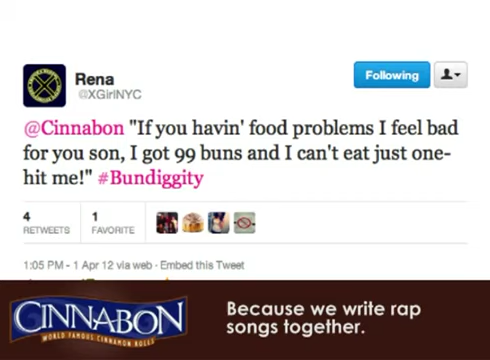 Rena
@XGirlNYC
Following
@Cinnabon "If you havin' food problems I feel bad
for you son, I got 99 buns and I can't eat just one-
hit me!" #Bundiggity
4
RETWEETS
1
FAVORITE
1:05 PM - 1 Apr 12 via web · Embed this Tweet
CINNABON
WORLD FAMOUS CINNAMON ROLLS
Because we write rap
songs together.